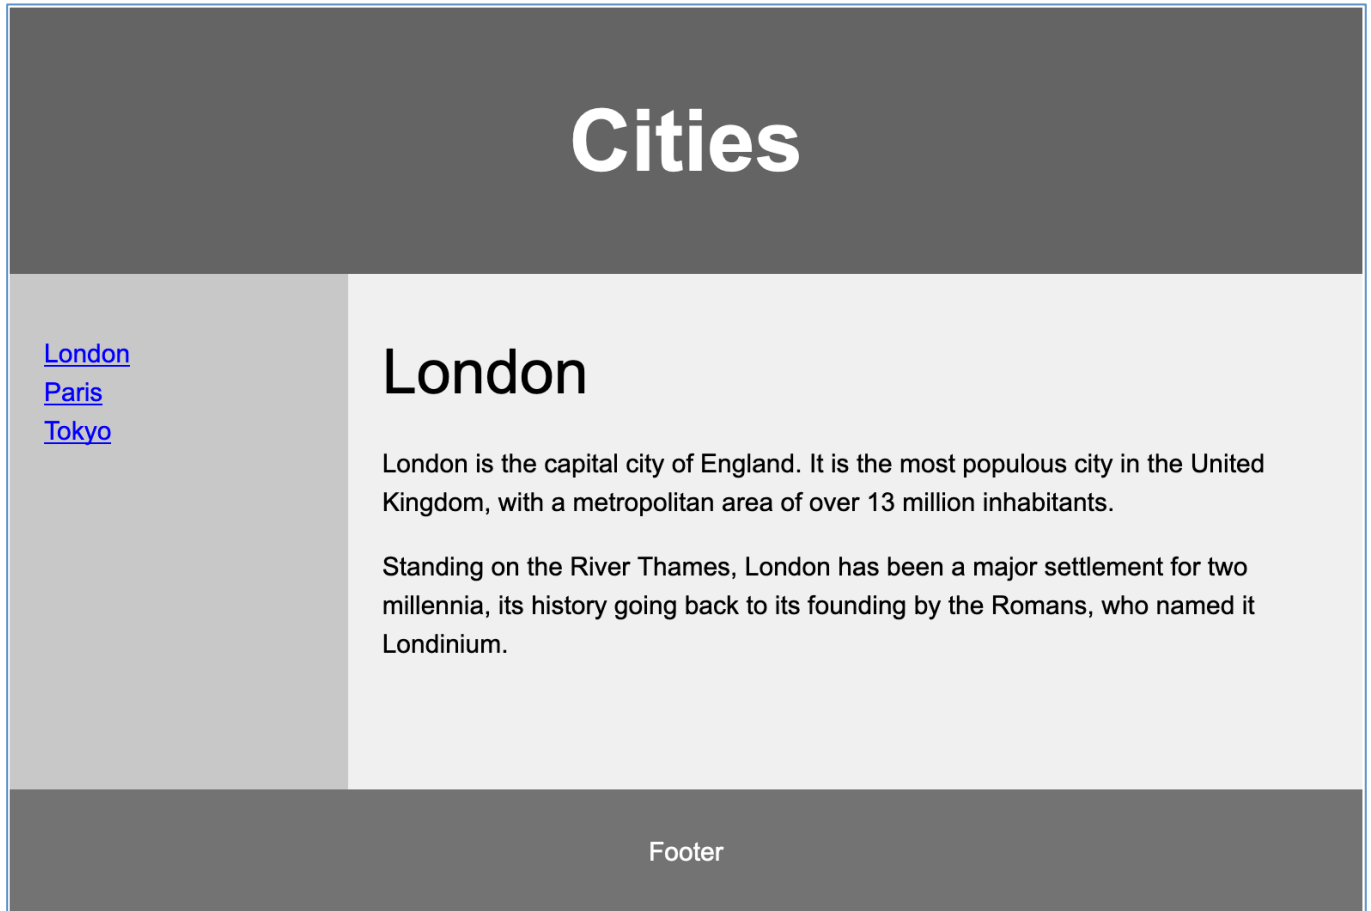 Cities
London
Paris
Tokyo
London
London is the capital city of England. It is the most populous city in the United
Kingdom, with a metropolitan area of over 13 million inhabitants.
Standing on the River Thames, London has been a major settlement for two
millennia, its history going back to its founding by the Romans, who named it
Londinium.
Footer